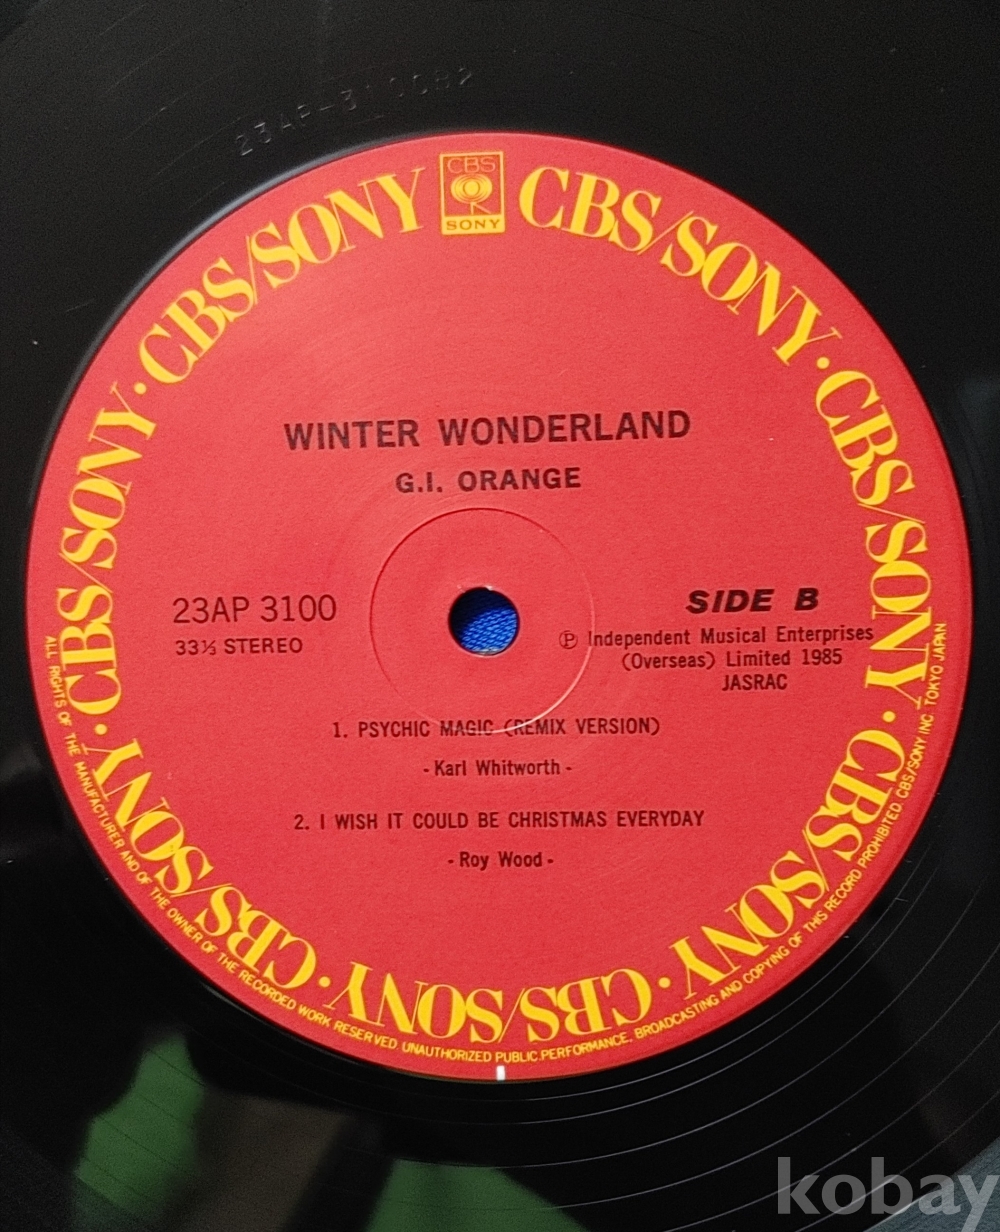 CBS
SONY
CBS/SONY · CBS/SONY · CBS/SONY · CBS/SONY · CBS/SONY · CBS/SONY · CBS/SONY · CBS/SONY
WINTER WONDERLAND
G.I. ORANGE
23AP 3100
33⅓ STEREO
SIDE B
Ⓟ Independent Musical Enterprises
(Overseas) Limited 1985
JASRAC
1. PSYCHIC MAGIC (REMIX VERSION)
- Karl Whitworth -
2. I WISH IT COULD BE CHRISTMAS EVERYDAY
- Roy Wood -
ALL RIGHTS OF THE MANUFACTURER AND OF THE OWNER OF THE RECORDED WORK RESERVED. UNAUTHORIZED PUBLIC PERFORMANCE, BROADCASTING AND COPYING OF THIS RECORD PROHIBITED. CBS/SONY INC. TOKYO JAPAN
kobay